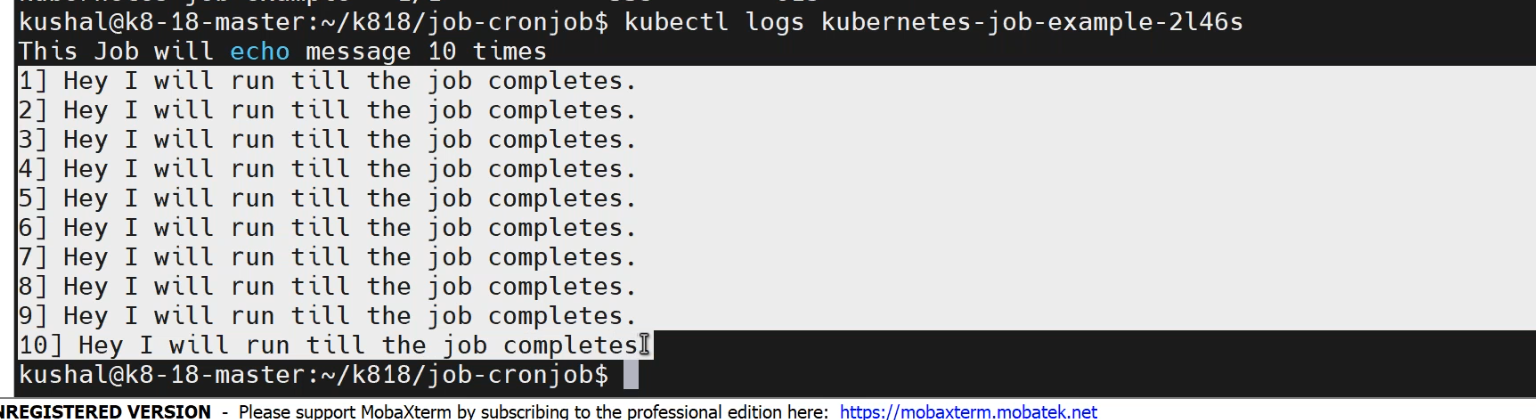 kushal@k8-18-master:~/k818/job-cronjob$ kubectl logs kubernetes-job-example-2l46s
This Job will echo message 10 times
1] Hey I will run till the job completes.
2] Hey I will run till the job completes.
3] Hey I will run till the job completes.
4] Hey I will run till the job completes.
5] Hey I will run till the job completes.
6] Hey I will run till the job completes.
7] Hey I will run till the job completes.
8] Hey I will run till the job completes.
9] Hey I will run till the job completes.
10] Hey I will run till the job completes
kushal@k8-18-master:~/k818/job-cronjob$
NREGISTERED VERSION - Please support MobaXterm by subscribing to the professional edition here: https://mobaxterm.mobatek.net